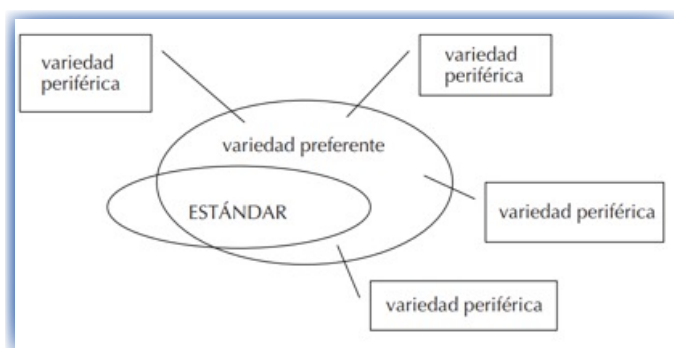 variedad
periférica
variedad
periférica
variedad preferente
ESTÁNDAR
variedad periférica
variedad periférica